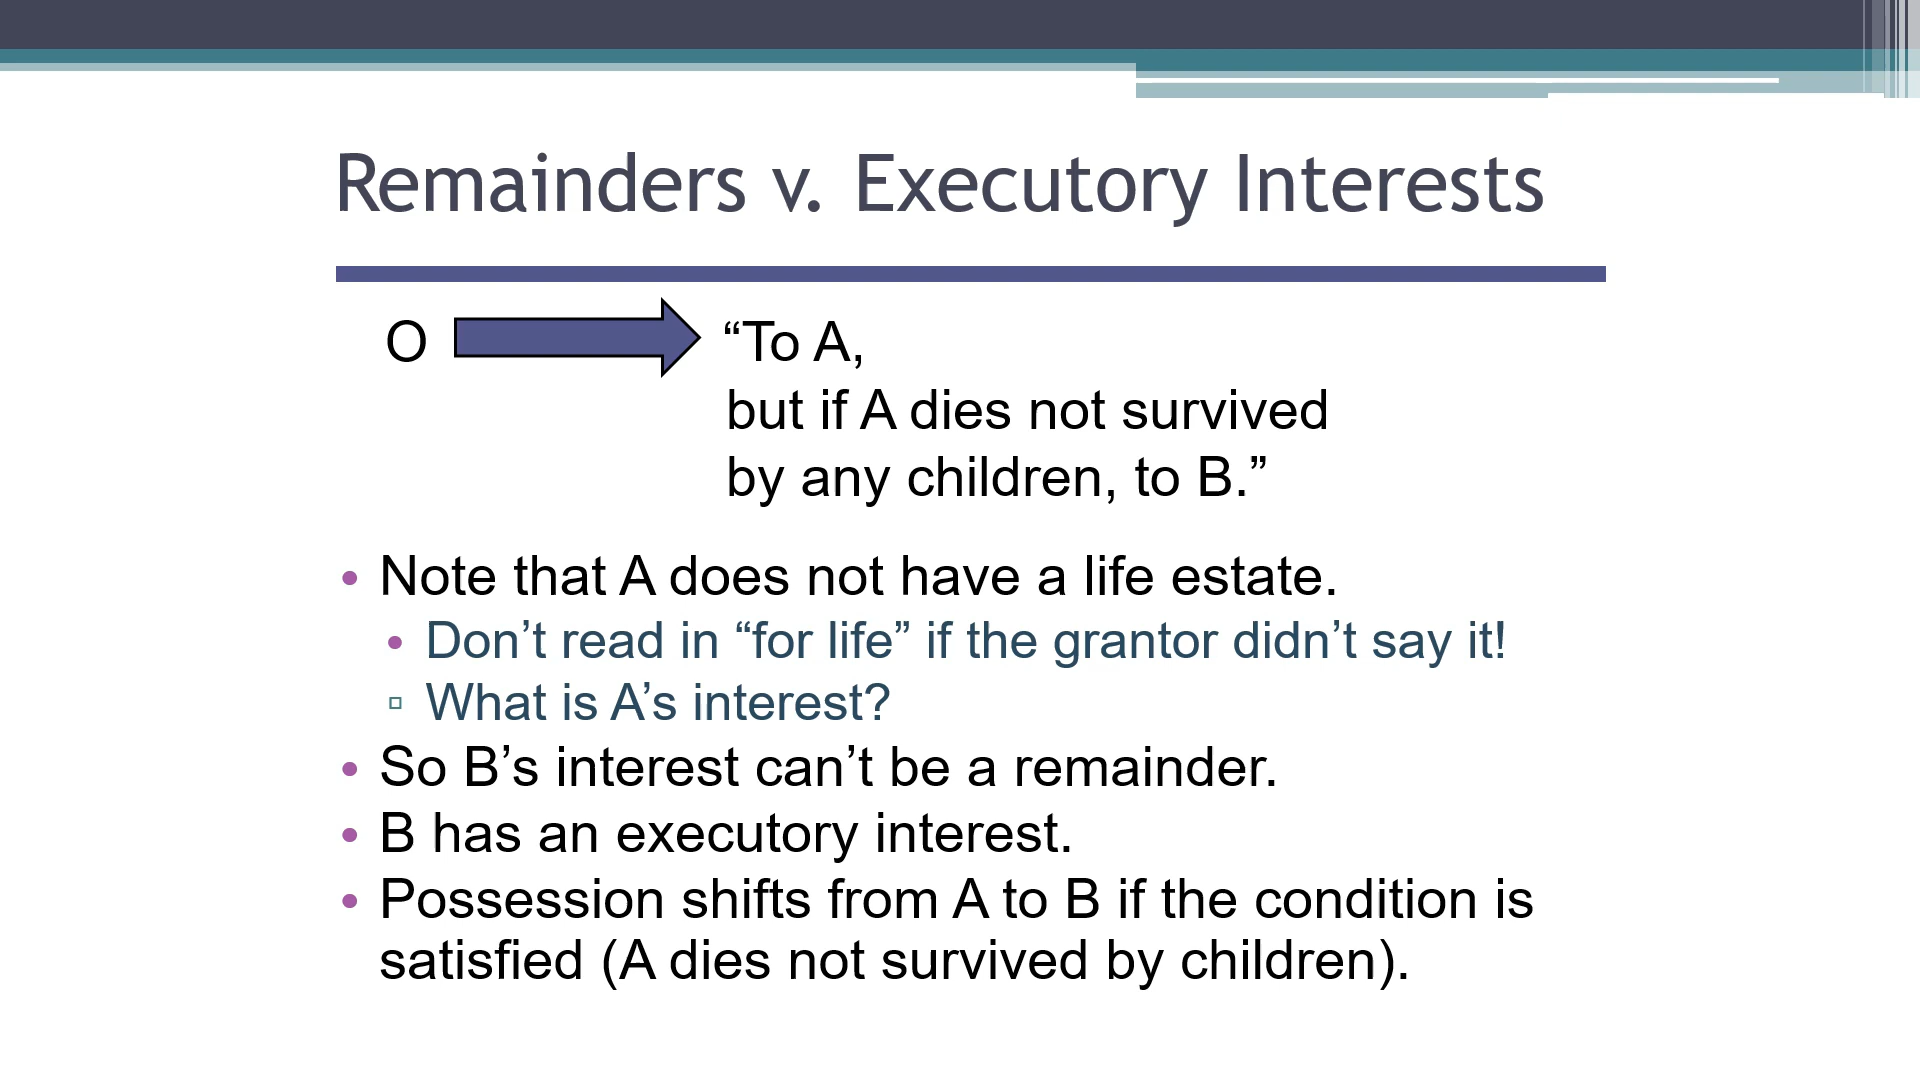 Remainders v. Executory Interests
O “To A,
but if A dies not survived
by any children, to B.”
• Note that A does not have a life estate.
• Don’t read in “for life” if the grantor didn’t say it!
▫ What is A’s interest?
• So B’s interest can’t be a remainder.
• B has an executory interest.
• Possession shifts from A to B if the condition is
satisfied (A dies not survived by children).